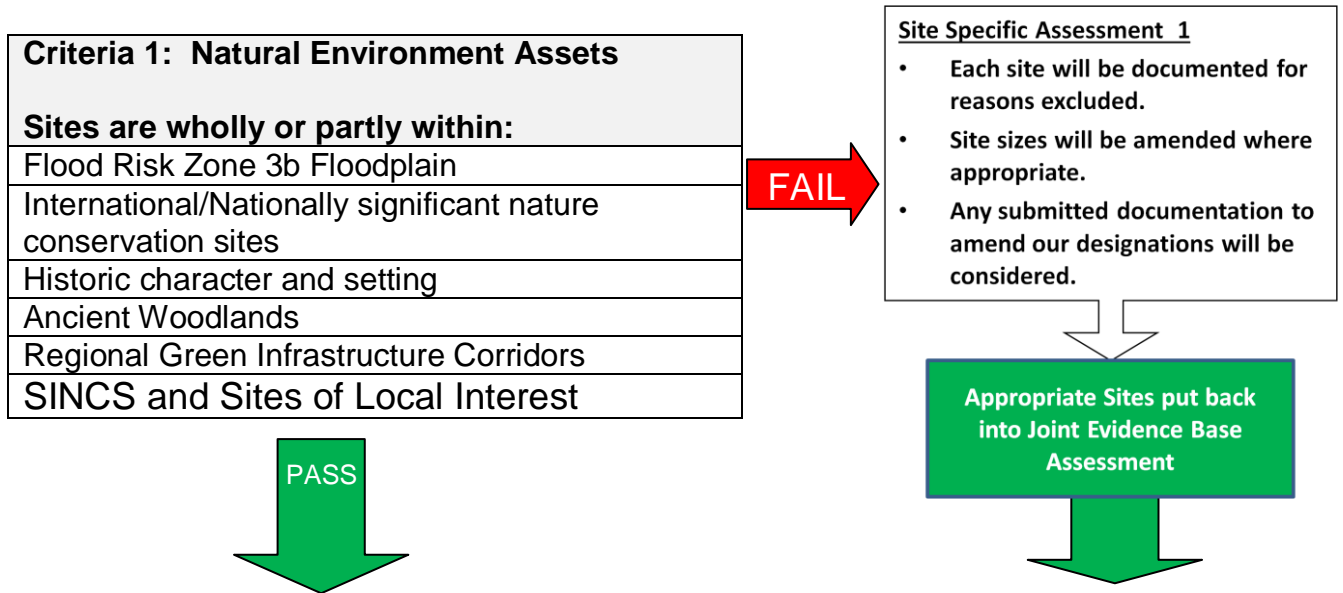 Criteria 1: Natural Environment Assets
Sites are wholly or partly within:
Flood Risk Zone 3b Floodplain
International/Nationally significant nature
conservation sites
Historic character and setting
Ancient Woodlands
Regional Green Infrastructure Corridors
SINCS and Sites of Local Interest
PASS
FAIL
Site Specific Assessment 1
• Each site will be documented for
reasons excluded.
• Site sizes will be amended where
appropriate.
• Any submitted documentation to
amend our designations will be
considered.
Appropriate Sites put back
into Joint Evidence Base
Assessment